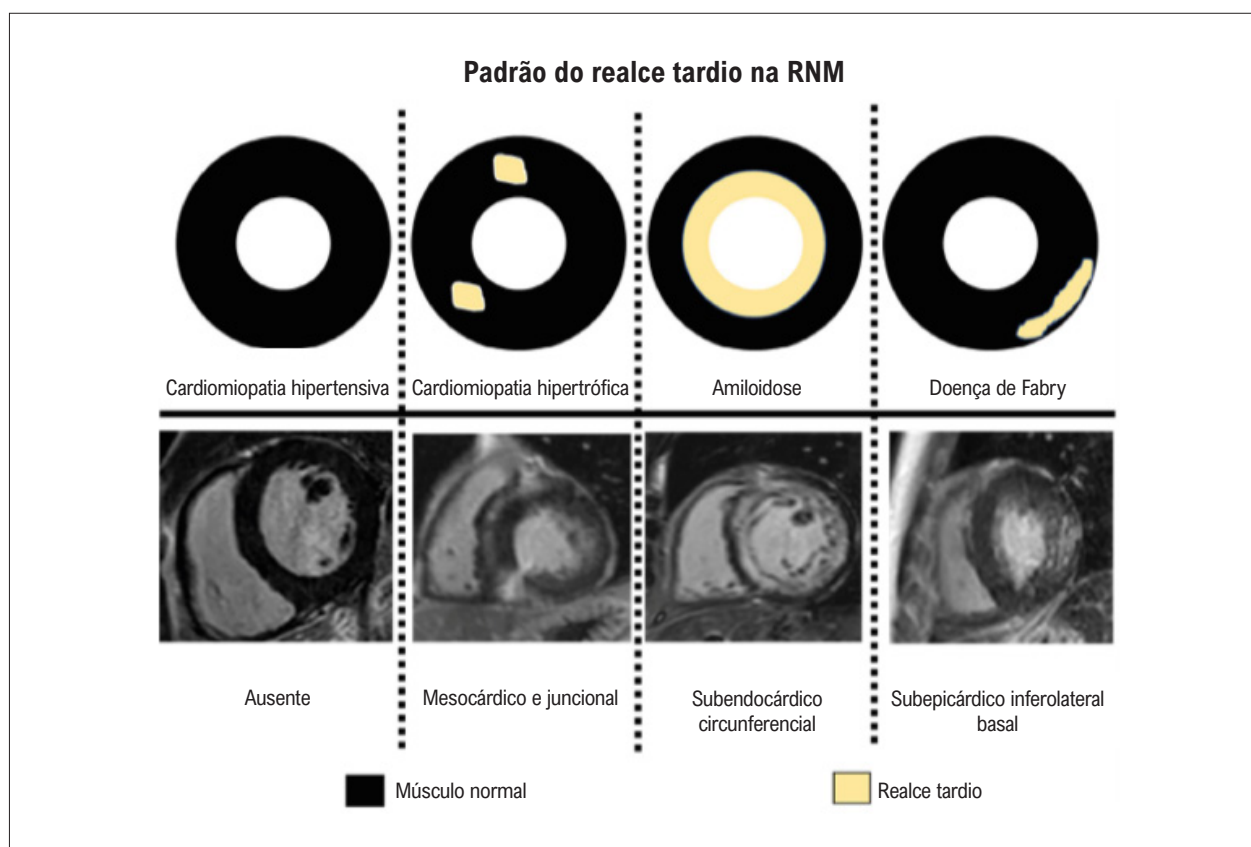 Padrão do realce tardio na RNM
Cardiomiopatia hipertensiva
Cardiomiopatia hipertrófica
Amiloidose
Doença de Fabry
Ausente
Mesocárdico e juncional
Subendocárdico
circunferencial
Subepicárdico inferolateral
basal
Músculo normal
Realce tardio